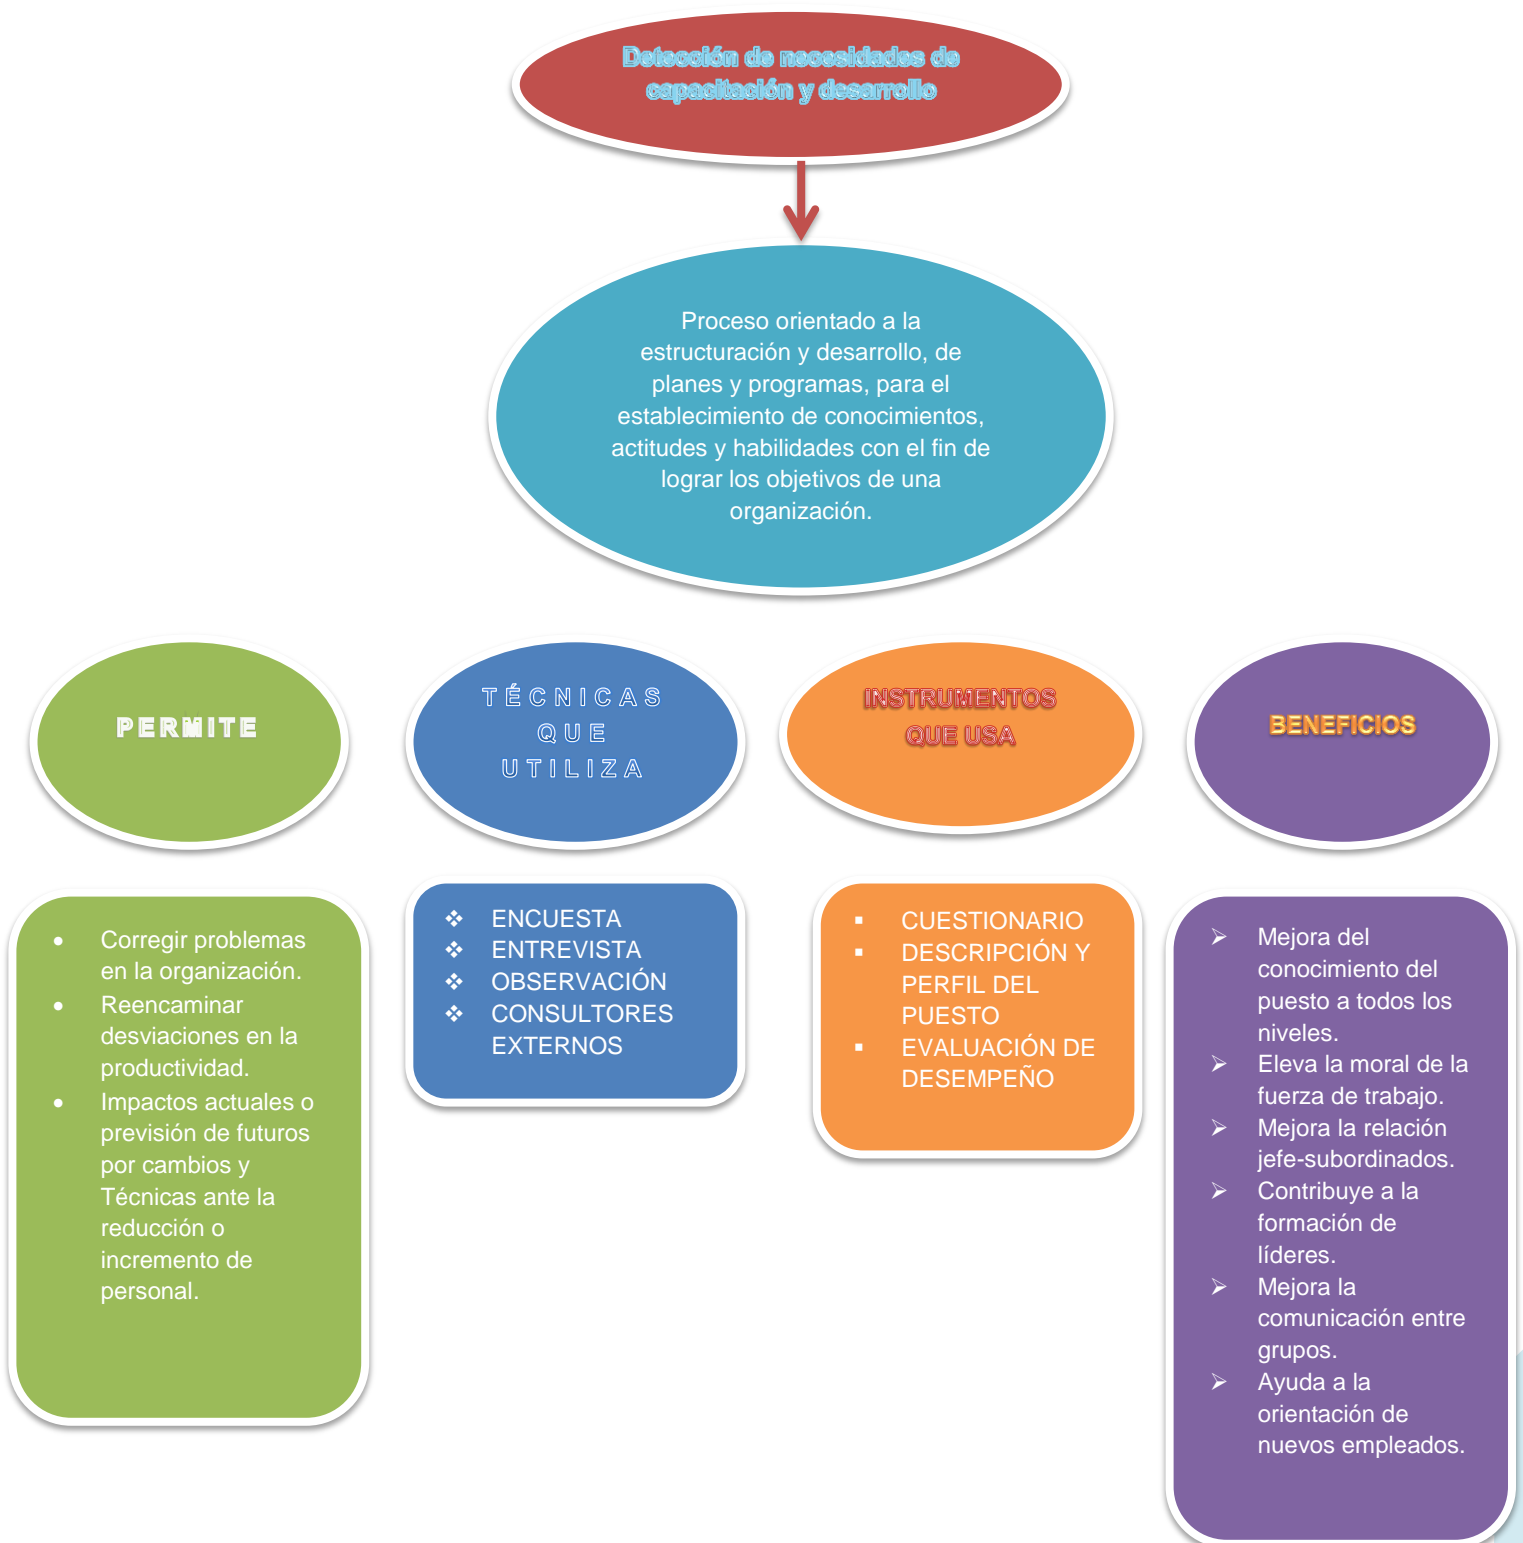 Detección de necesidades de
capacitación y desarrollo
Proceso orientado a la
estructuración y desarrollo, de
planes y programas, para el
establecimiento de conocimientos,
actitudes y habilidades con el fin de
lograr los objetivos de una
organización.
PERMITE
TÉCNICAS
QUE
UTILIZA
INSTRUMENTOS
QUE USA
BENEFICIOS
• Corregir problemas
en la organización.
• Reencaminar
desviaciones en la
productividad.
• Impactos actuales o
previsión de futuros
por cambios y
Técnicas ante la
reducción o
incremento de
personal.
❖ ENCUESTA
❖ ENTREVISTA
❖ OBSERVACIÓN
❖ CONSULTORES
EXTERNOS
▪ CUESTIONARIO
▪ DESCRIPCIÓN Y
PERFIL DEL
PUESTO
▪ EVALUACIÓN DE
DESEMPEÑO
➢ Mejora del
conocimiento del
puesto a todos los
niveles.
➢ Eleva la moral de la
fuerza de trabajo.
➢ Mejora la relación
jefe-subordinados.
➢ Contribuye a la
formación de
líderes.
➢ Mejora la
comunicación entre
grupos.
➢ Ayuda a la
orientación de
nuevos empleados.